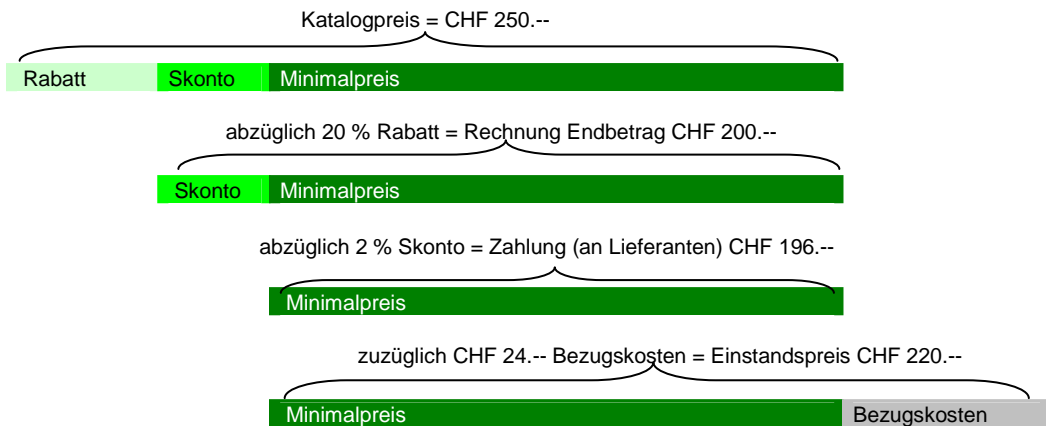 Katalogpreis = CHF 250.--
Rabatt Skonto Minimalpreis
abzüglich 20 % Rabatt = Rechnung Endbetrag CHF 200.--
Skonto Minimalpreis
abzüglich 2 % Skonto = Zahlung (an Lieferanten) CHF 196.--
Minimalpreis
zuzüglich CHF 24.-- Bezugskosten = Einstandspreis CHF 220.--
Minimalpreis Bezugskosten